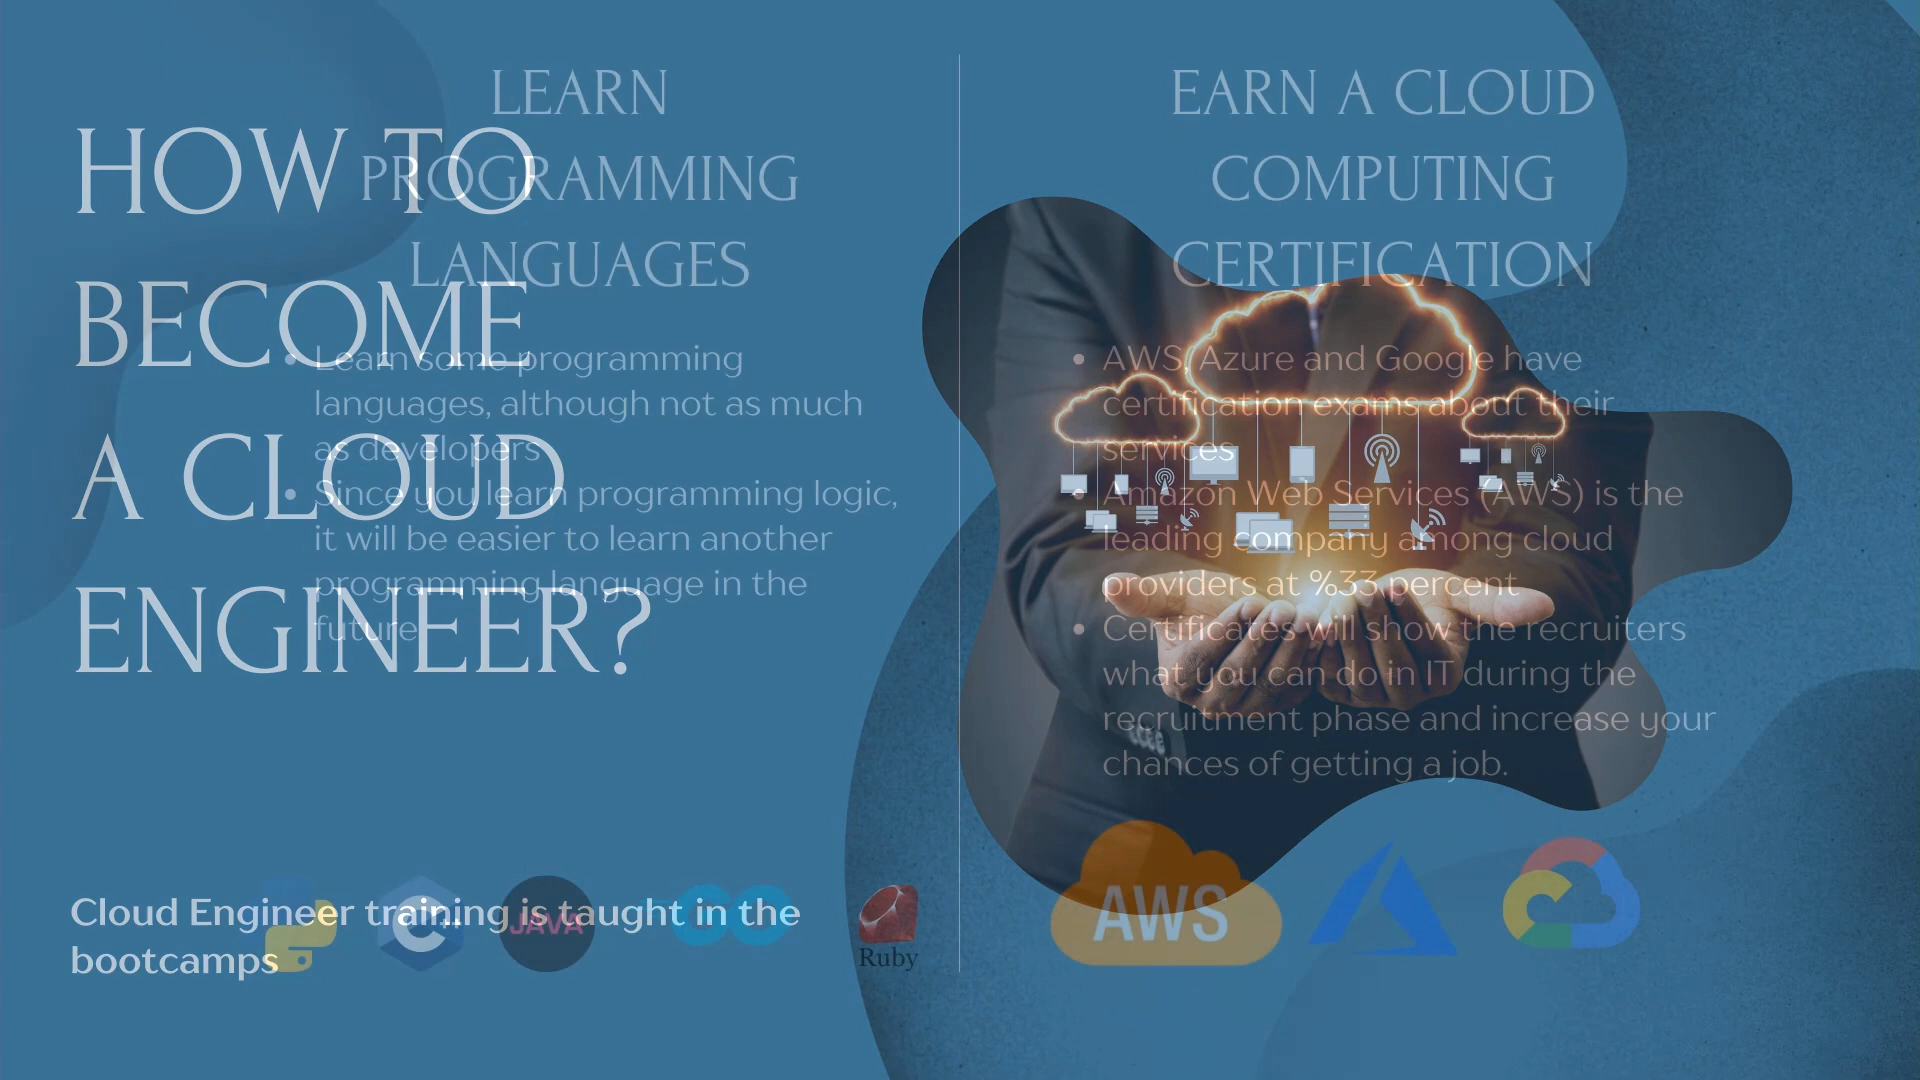 HOW TO
BECOME
A CLOUD
ENGINEER?
Cloud Engineer training is taught in the
bootcamps
LEARN
PROGRAMMING
LANGUAGES
• Learn some programming
languages, although not as much
as developers
• Since you learn programming logic,
it will be easier to learn another
programming language in the
future
C++
JAVA
GO
Ruby
EARN A CLOUD
COMPUTING
CERTIFICATION
• AWS, Azure and Google have
certification exams about their
services
• Amazon Web Services (AWS) is the
leading company among cloud
providers at %33 percent
• Certificates will show the recruiters
what you can do in IT during the
recruitment phase and increase your
chances of getting a job.
AWS